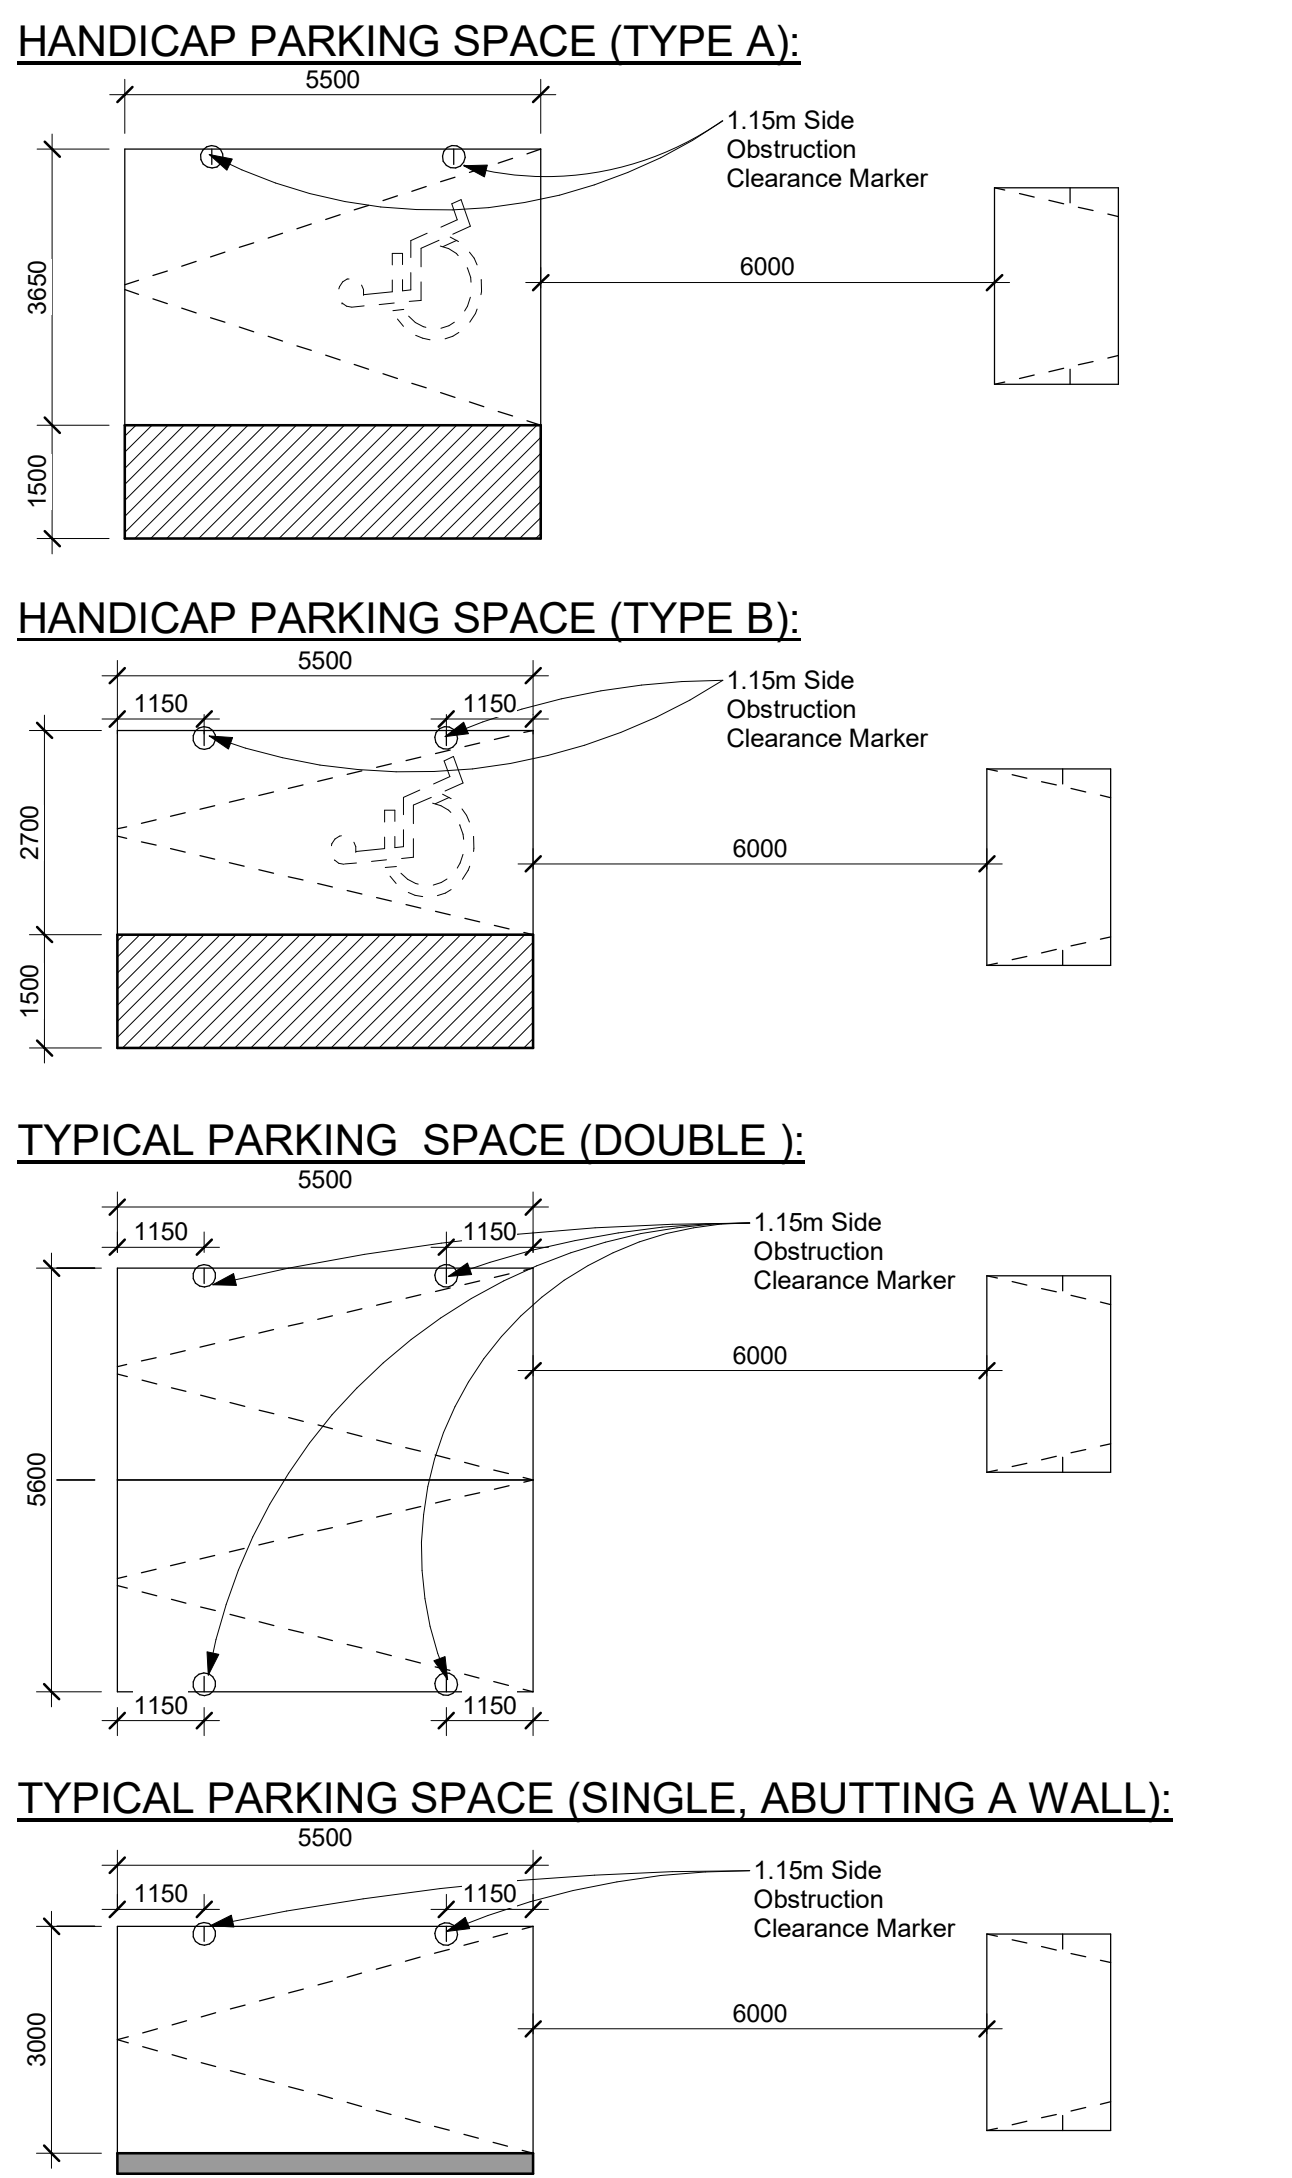 HANDICAP PARKING SPACE (TYPE A):
5500
1.15m Side
Obstruction
Clearance Marker
3650
6000
1500
HANDICAP PARKING SPACE (TYPE B):
5500
1150
1150
1.15m Side
Obstruction
Clearance Marker
2700
6000
1500
TYPICAL PARKING  SPACE (DOUBLE ):
5500
1150
1150
1.15m Side
Obstruction
Clearance Marker
6000
5600
1150
1150
TYPICAL PARKING SPACE (SINGLE, ABUTTING A WALL):
5500
1150
1150
1.15m Side
Obstruction
Clearance Marker
6000
3000